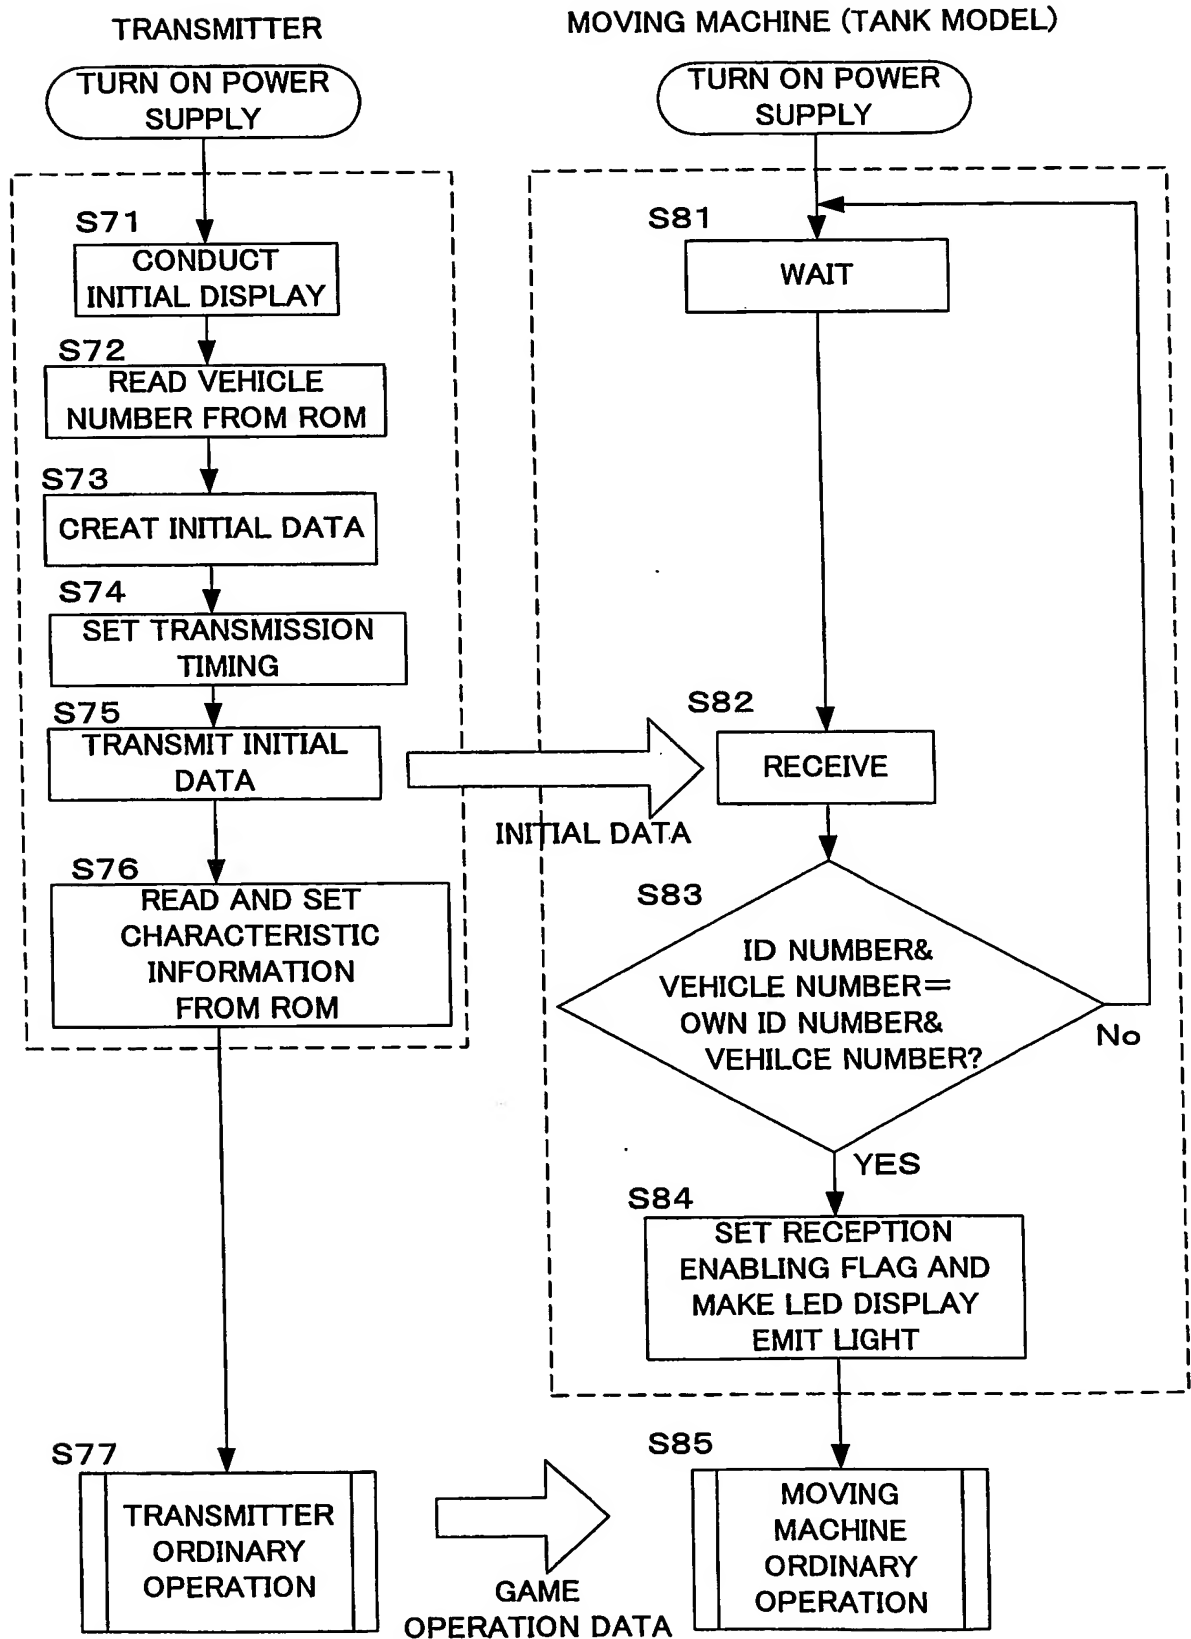 TRANSMITTER
TURN ON POWER
SUPPLY
S71
CONDUCT
INITIAL DISPLAY
S72
READ VEHICLE
NUMBER FROM ROM
S73
CREAT INITIAL DATA
S74
SET TRANSMISSION
TIMING
S75
TRANSMIT INITIAL
DATA
INITIAL DATA
S76
READ AND SET
CHARACTERISTIC
INFORMATION
FROM ROM
S77
TRANSMITTER
ORDINARY
OPERATION
GAME
OPERATION DATA
MOVING MACHINE (TANK MODEL)
TURN ON POWER
SUPPLY
S81
WAIT
S82
RECEIVE
S83
ID NUMBER&
VEHICLE NUMBER=
OWN ID NUMBER&
VEHILCE NUMBER?
No
YES
S84
SET RECEPTION
ENABLING FLAG AND
MAKE LED DISPLAY
EMIT LIGHT
S85
MOVING
MACHINE
ORDINARY
OPERATION